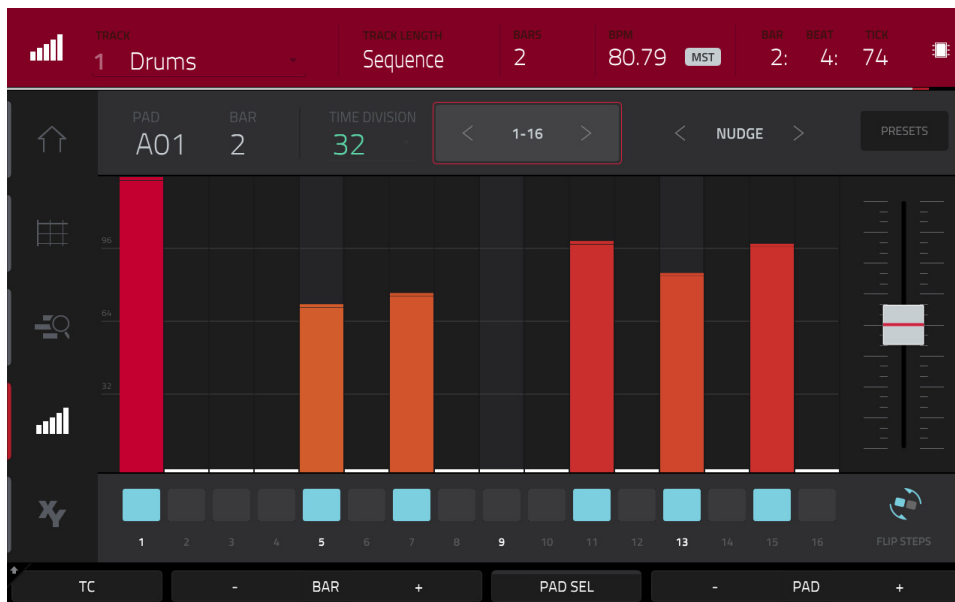 TRACK TRACK LENGTH BARS BPM BAR BEAT TICK
1 Drums Sequence 2 80.79 MST 2: 4: 74
PAD BAR TIME DIVISION
A01 2 32 < 1-16 > < NUDGE > PRESETS
96
64
32
1 2 3 4 5 6 7 8 9 10 11 12 13 14 15 16 FLIP STEPS
XY
TC - BAR + PAD SEL - PAD +